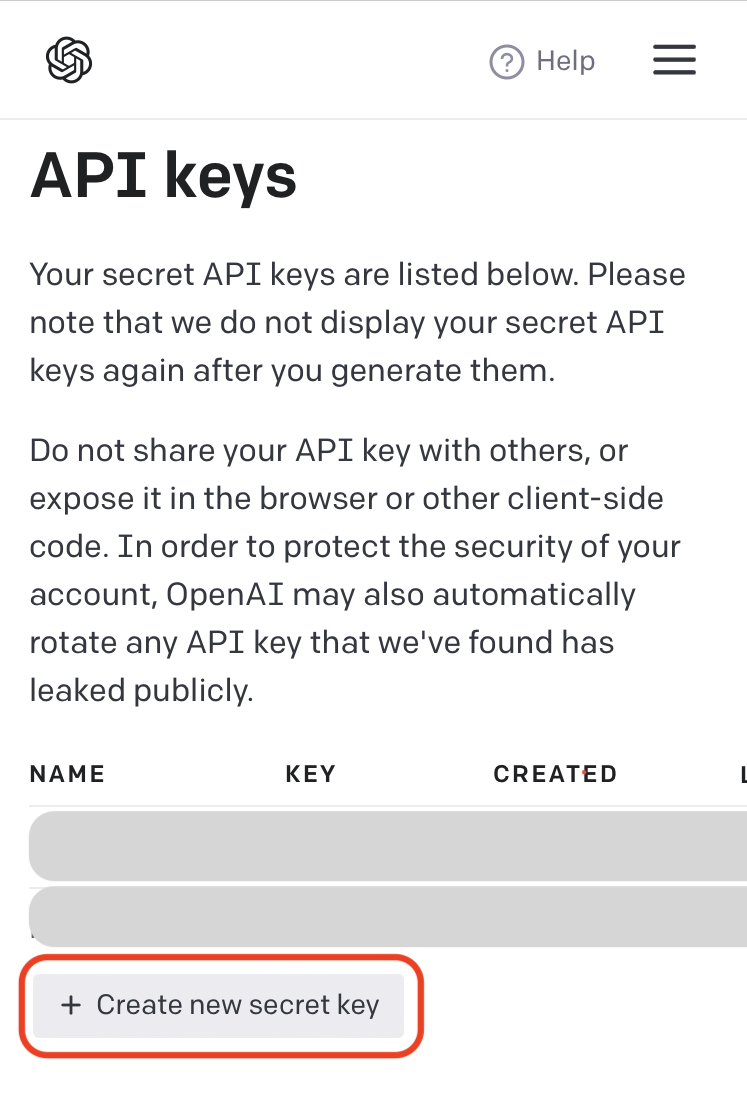 Help
API keys
Your secret API keys are listed below. Please
note that we do not display your secret API
keys again after you generate them.
Do not share your API key with others, or
expose it in the browser or other client-side
code. In order to protect the security of your
account, OpenAI may also automatically
rotate any API key that we've found has
leaked publicly.
NAME KEY CREATED
+ Create new secret key